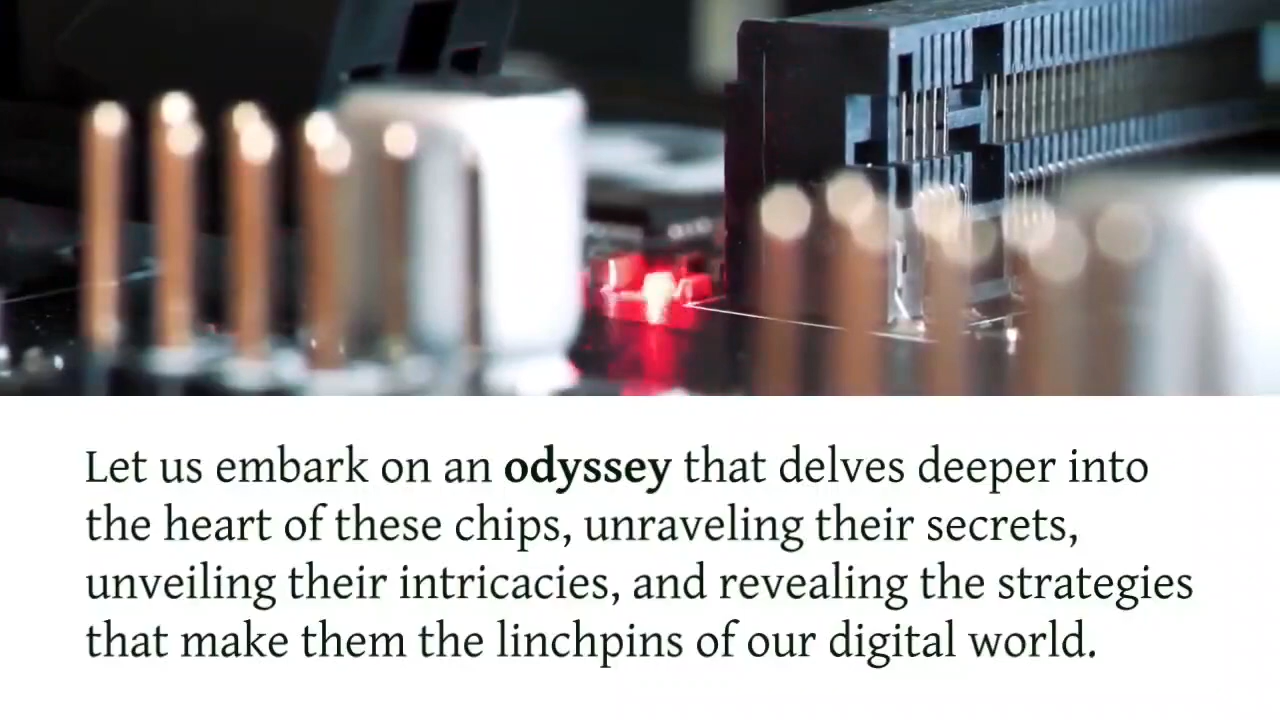 Let us embark on an odyssey that delves deeper into
the heart of these chips, unraveling their secrets,
unveiling their intricacies, and revealing the strategies
that make them the linchpins of our digital world.